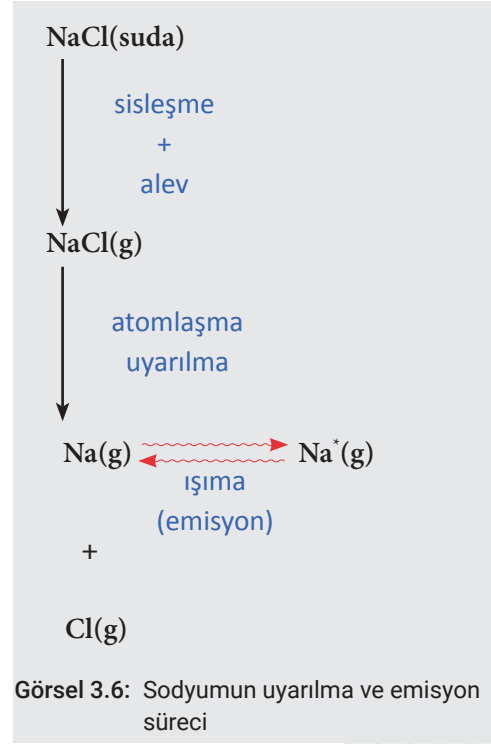 NaCl(suda)
sisleşme
+
alev
NaCl(g)
atomlaşma
uyarılma
Na(g) Na*(g)
ışıma
(emisyon)
+
Cl(g)
Görsel 3.6: Sodyumun uyarılma ve emisyon
süreci